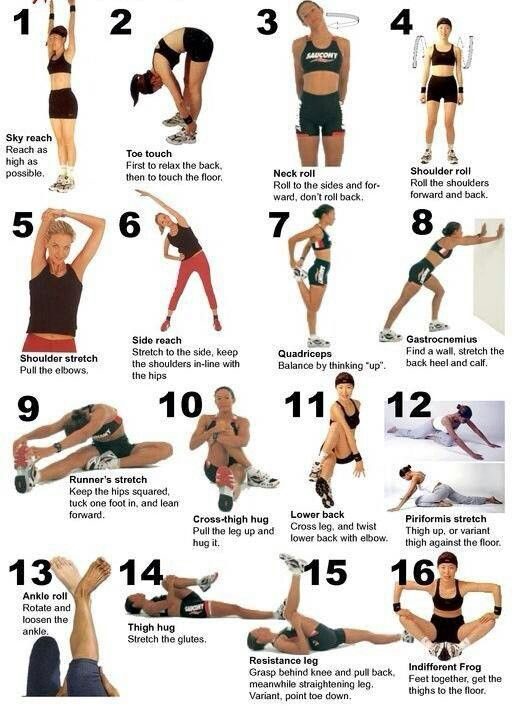 1
2
3
4
SAUCONY
Sky reach
Reach as
high as
possible.
Toe touch
First to relax the back,
then to touch the floor.
Neck roll
Roll to the sides and for-
ward, don't roll back.
Shoulder roll
Roll the shoulders
forward and back.
5
6
7
8
Shoulder stretch
Pull the elbows.
Side reach
Stretch to the side, keep
the shoulders in-line with
the hips
Quadriceps
Balance by thinking "up".
Gastrocnemius
Find a wall, stretch the
back heel and calf.
9
10
11
12
Runner's stretch
Keep the hips squared,
tuck one foot in, and lean
forward.
Cross-thigh hug
Pull the leg up and
hug it.
Lower back
Cross leg, and twist
lower back with elbow.
Piriformis stretch
Thigh up, or variant
thigh against the floor.
13
14
15
16
Ankle roll
Rotate and
loosen the
ankle.
SAUCONY
Thigh hug
Stretch the glutes.
Resistance leg
Grasp behind knee and pull back,
meanwhile straightening leg.
Variant, point toe down.
Indifferent Frog
Feet together, get the
thighs to the floor.